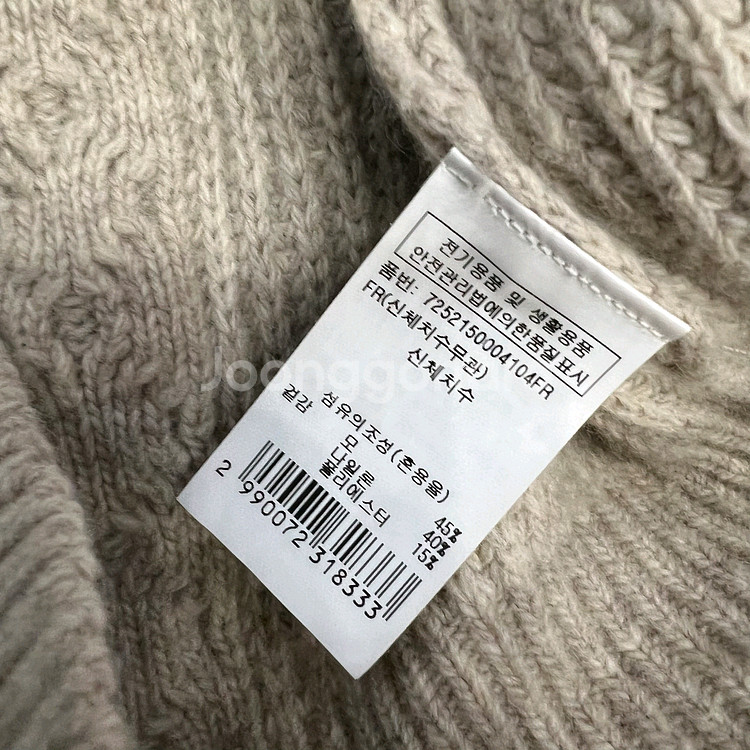 전기용품 및 생활용품
안전관리법에의한품질표시
품번: 7252150004104FR
FR(신체치수무관)
신체치수
섬유의조성(혼용율)
겉감 모 45%
나일론 40%
폴리에스터 15%
2 990072 318333